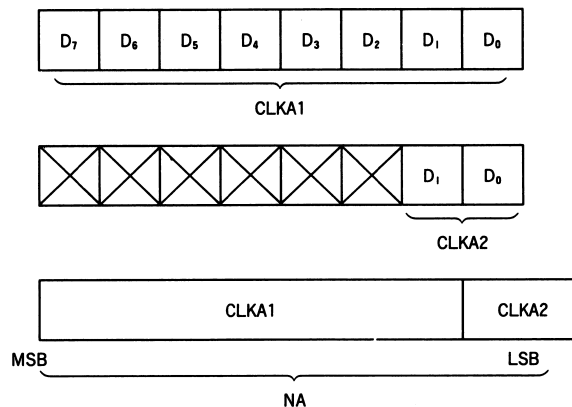 D₇ D₆ D₅ D₄ D₃ D₂ D₁ D₀
CLKA1
D₁ D₀
CLKA2
CLKA1 CLKA2
MSB LSB
NA